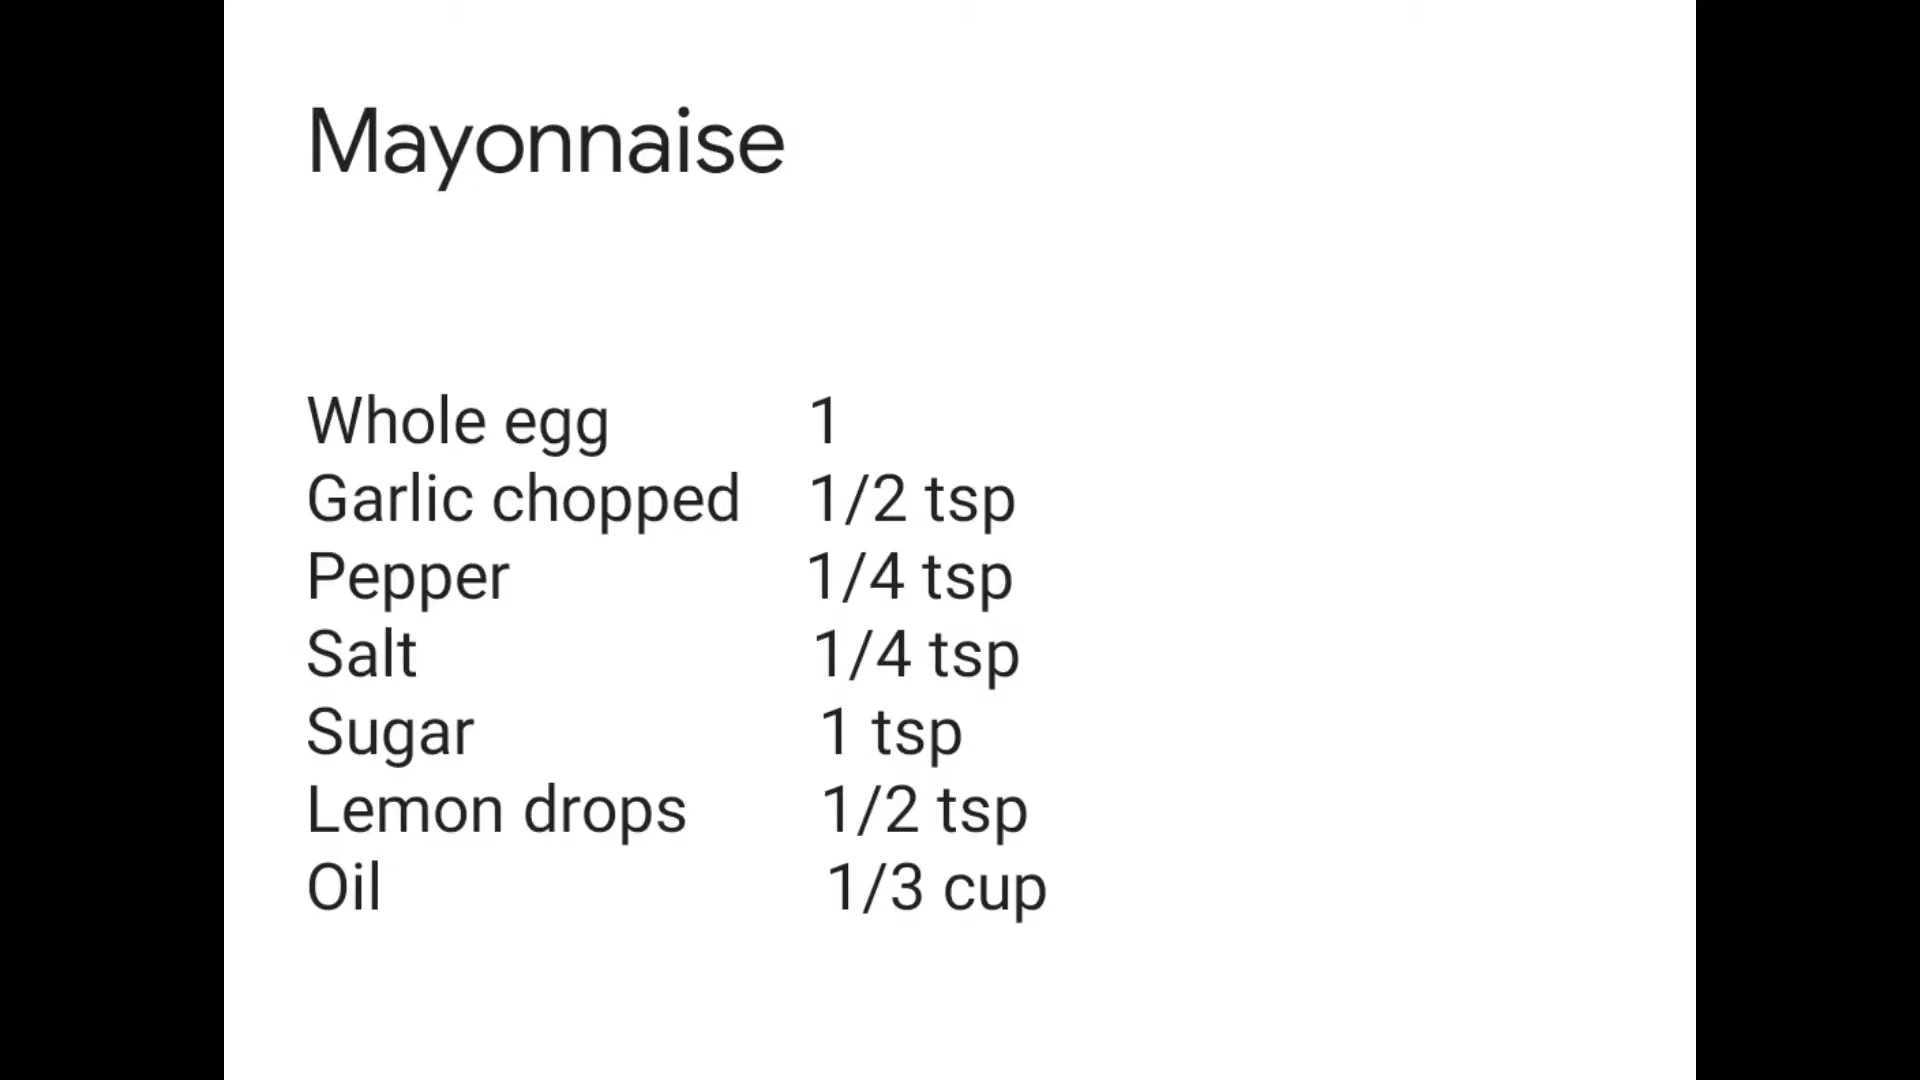 Mayonnaise
Whole egg 1
Garlic chopped 1/2 tsp
Pepper 1/4 tsp
Salt 1/4 tsp
Sugar 1 tsp
Lemon drops 1/2 tsp
Oil 1/3 cup